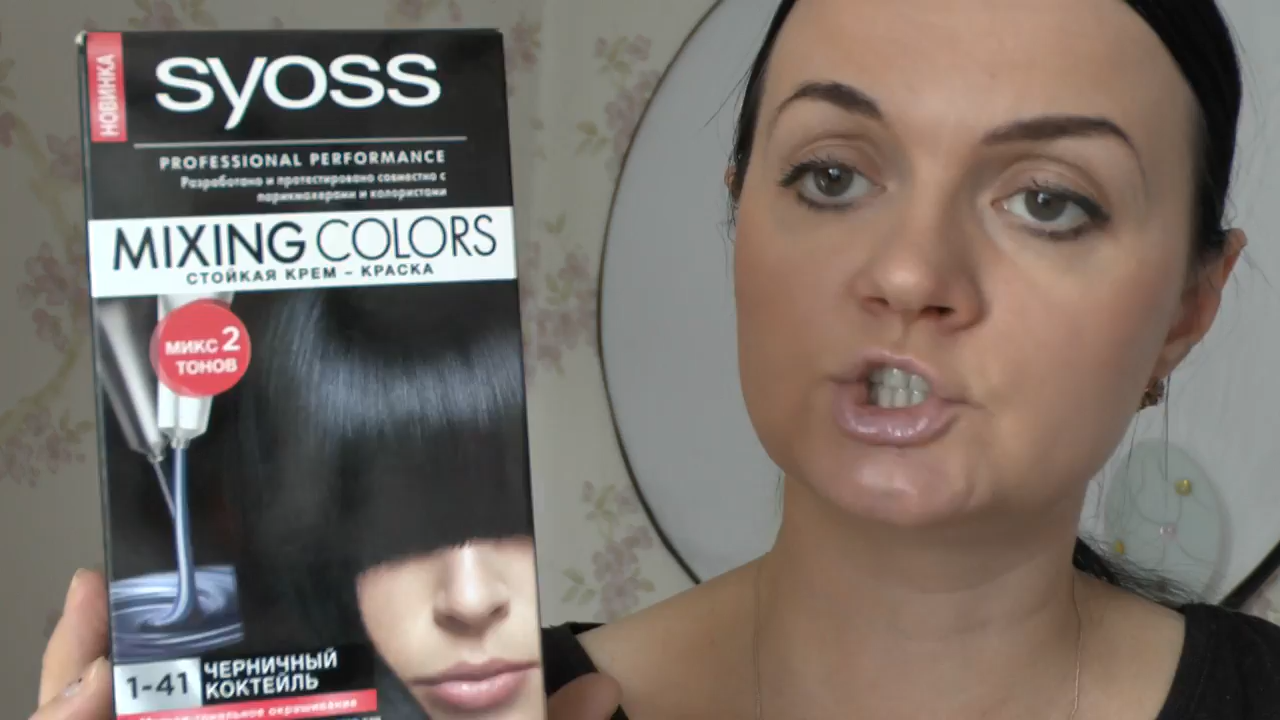 НОВИНКА
syoss
PROFESSIONAL PERFORMANCE
Разработано и протестировано совместно с
парикмахерами и колористами
MIXING COLORS
СТОЙКАЯ КРЕМ – КРАСКА
МИКС 2
ТОНОВ
1-41 ЧЕРНИЧНЫЙ
КОКТЕЙЛЬ
окрашивание